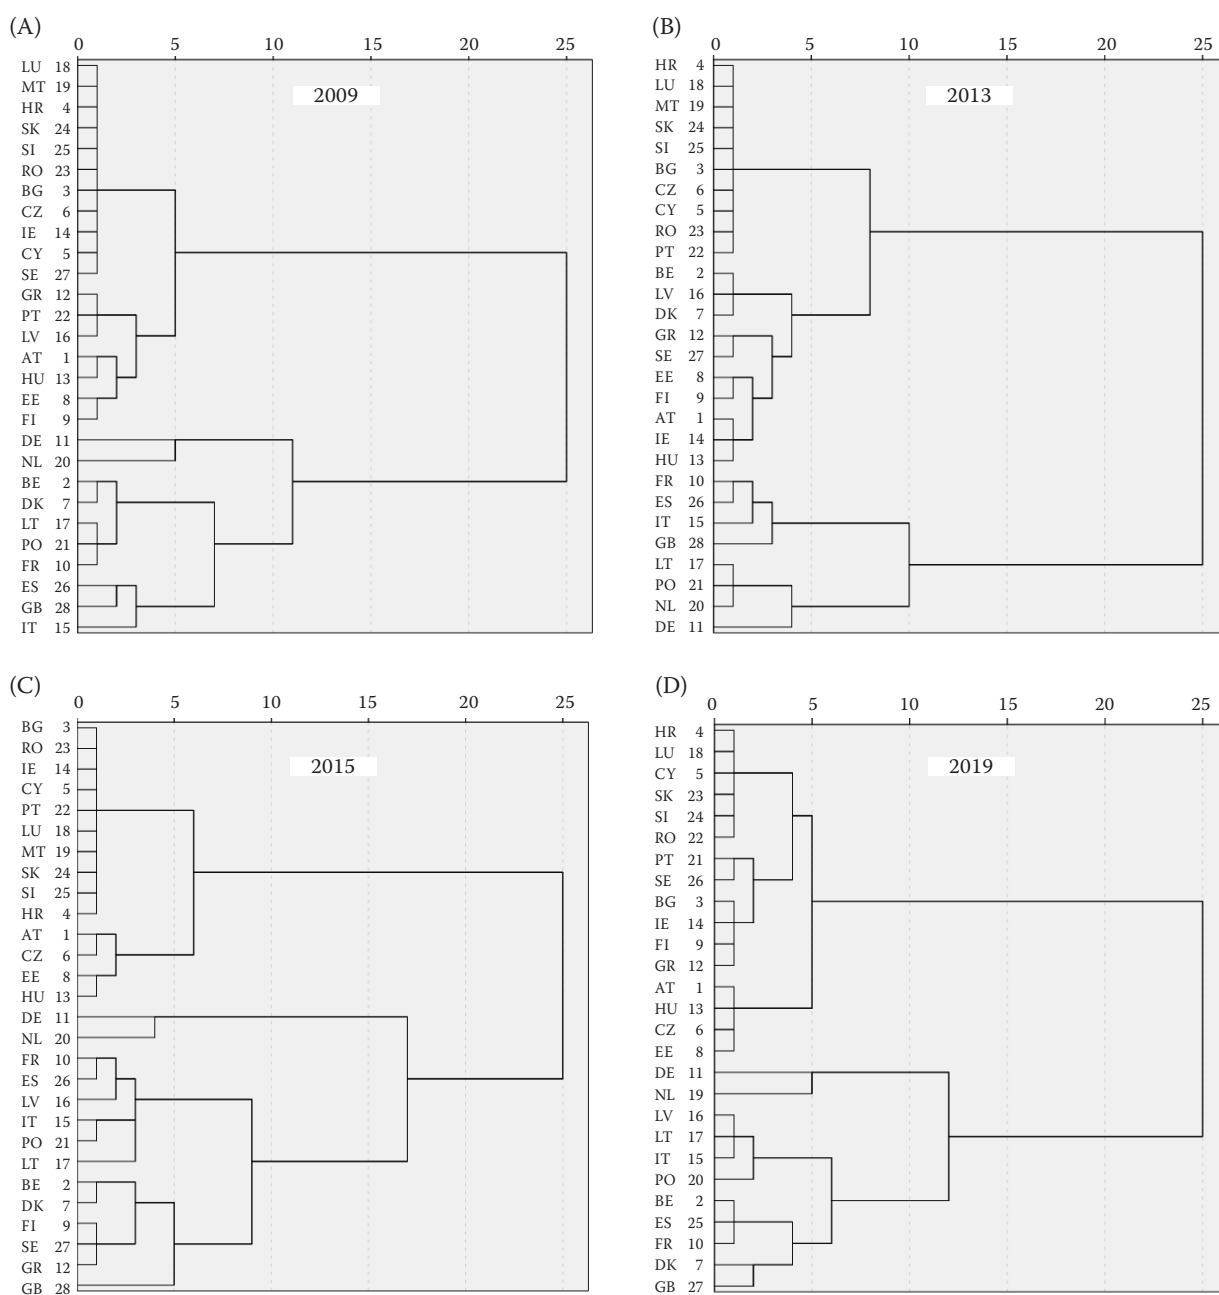 (A)
0 5 10 15 20 25
2009
LU 18
MT 19
HR 4
SK 24
SI 25
RO 23
BG 3
CZ 6
IE 14
CY 5
SE 27
GR 12
PT 22
LV 16
AT 1
HU 13
EE 8
FI 9
DE 11
NL 20
BE 2
DK 7
LT 17
PO 21
FR 10
ES 26
GB 28
IT 15
(B)
0 5 10 15 20 25
2013
HR 4
LU 18
MT 19
SK 24
SI 25
BG 3
CZ 6
CY 5
RO 23
PT 22
BE 2
LV 16
DK 7
GR 12
SE 27
EE 8
FI 9
AT 1
IE 14
HU 13
FR 10
ES 26
IT 15
GB 28
LT 17
PO 21
NL 20
DE 11
(C)
0 5 10 15 20 25
2015
BG 3
RO 23
IE 14
CY 5
PT 22
LU 18
MT 19
SK 24
SI 25
HR 4
AT 1
CZ 6
EE 8
HU 13
DE 11
NL 20
FR 10
ES 26
LV 16
IT 15
PO 21
LT 17
BE 2
DK 7
FI 9
SE 27
GR 12
GB 28
(D)
0 5 10 15 20 25
2019
HR 4
LU 18
CY 5
SK 23
SI 24
RO 22
PT 21
SE 26
BG 3
IE 14
FI 9
GR 12
AT 1
HU 13
CZ 6
EE 8
DE 11
NL 19
LV 16
LT 17
IT 15
PO 20
BE 2
ES 25
FR 10
DK 7
GB 27